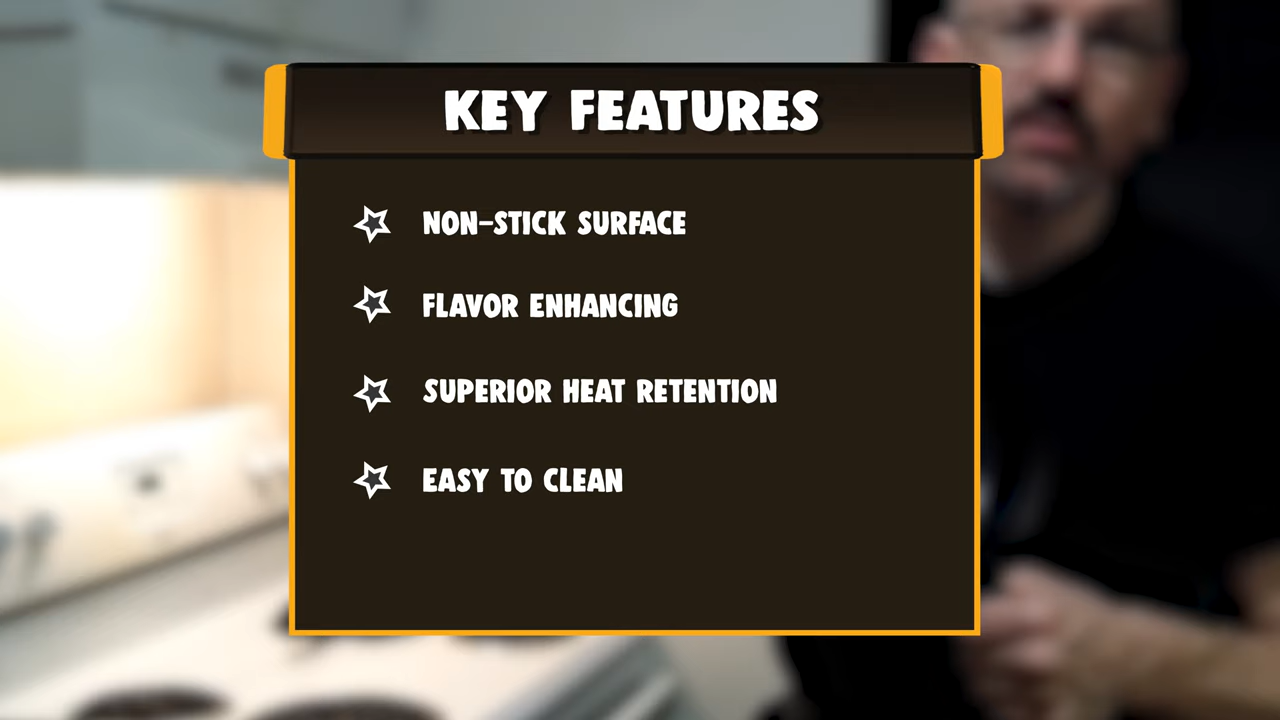 KEY FEATURES
NON-STICK SURFACE
FLAVOR ENHANCING
SUPERIOR HEAT RETENTION
EASY TO CLEAN